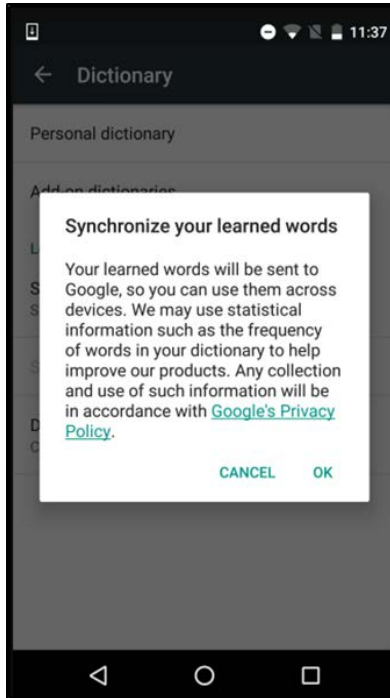 11:37
Dictionary
Personal dictionary
Add-on dictionaries
Synchronize your learned words
Your learned words will be sent to
Google, so you can use them across
devices. We may use statistical
information such as the frequency
of words in your dictionary to help
improve our products. Any collection
and use of such information will be
in accordance with Google's Privacy
Policy.
CANCEL OK